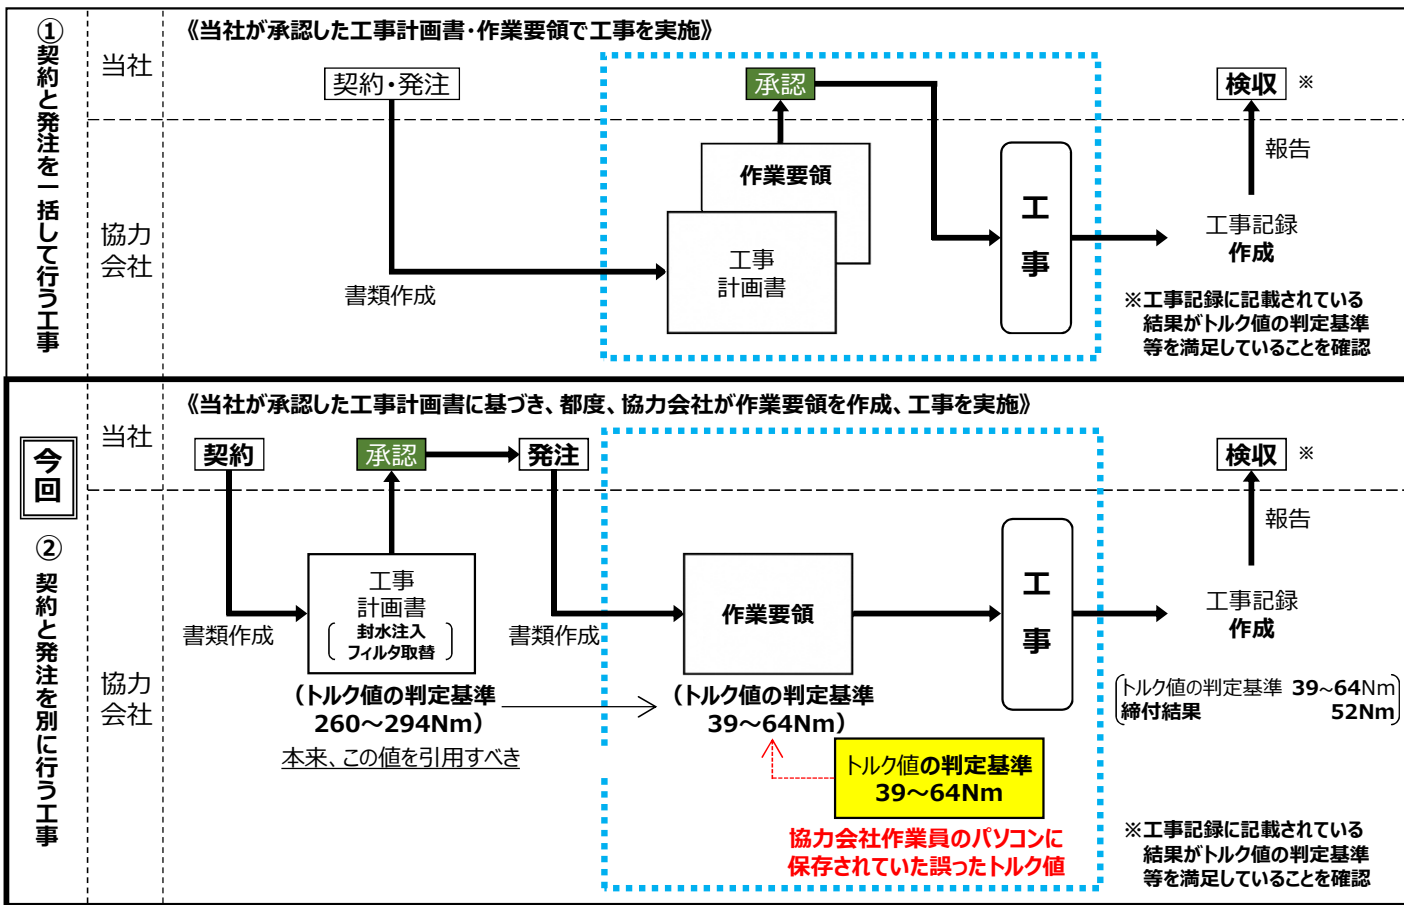 ①契約と発注を一括して行う工事
《当社が承認した工事計画書・作業要領で工事を実施》
当社
契約・発注
承認
検収 ※
報告
作業要領
協力
会社
工事
計画書
書類作成
工
事
工事記録
作成
※工事記録に記載されている
結果がトルク値の判定基準
等を満足していることを確認
今
回
② 契約と発注を別に行う工事
《当社が承認した工事計画書に基づき、都度、協力会社が作業要領を作成、工事を実施》
当社
契約
承認
発注
検収 ※
報告
協力
会社
書類作成
工事
計画書
封水注入
フィルタ取替
書類作成
作業要領
工
事
工事記録
作成
（トルク値の判定基準
260～294Nm）
本来、この値を引用すべき
（トルク値の判定基準
39～64Nm）
トルク値の判定基準 39～64Nm
締付結果 52Nm
トルク値の判定基準
39～64Nm
協力会社作業員のパソコンに
保存されていた誤ったトルク値
※工事記録に記載されている
結果がトルク値の判定基準
等を満足していることを確認